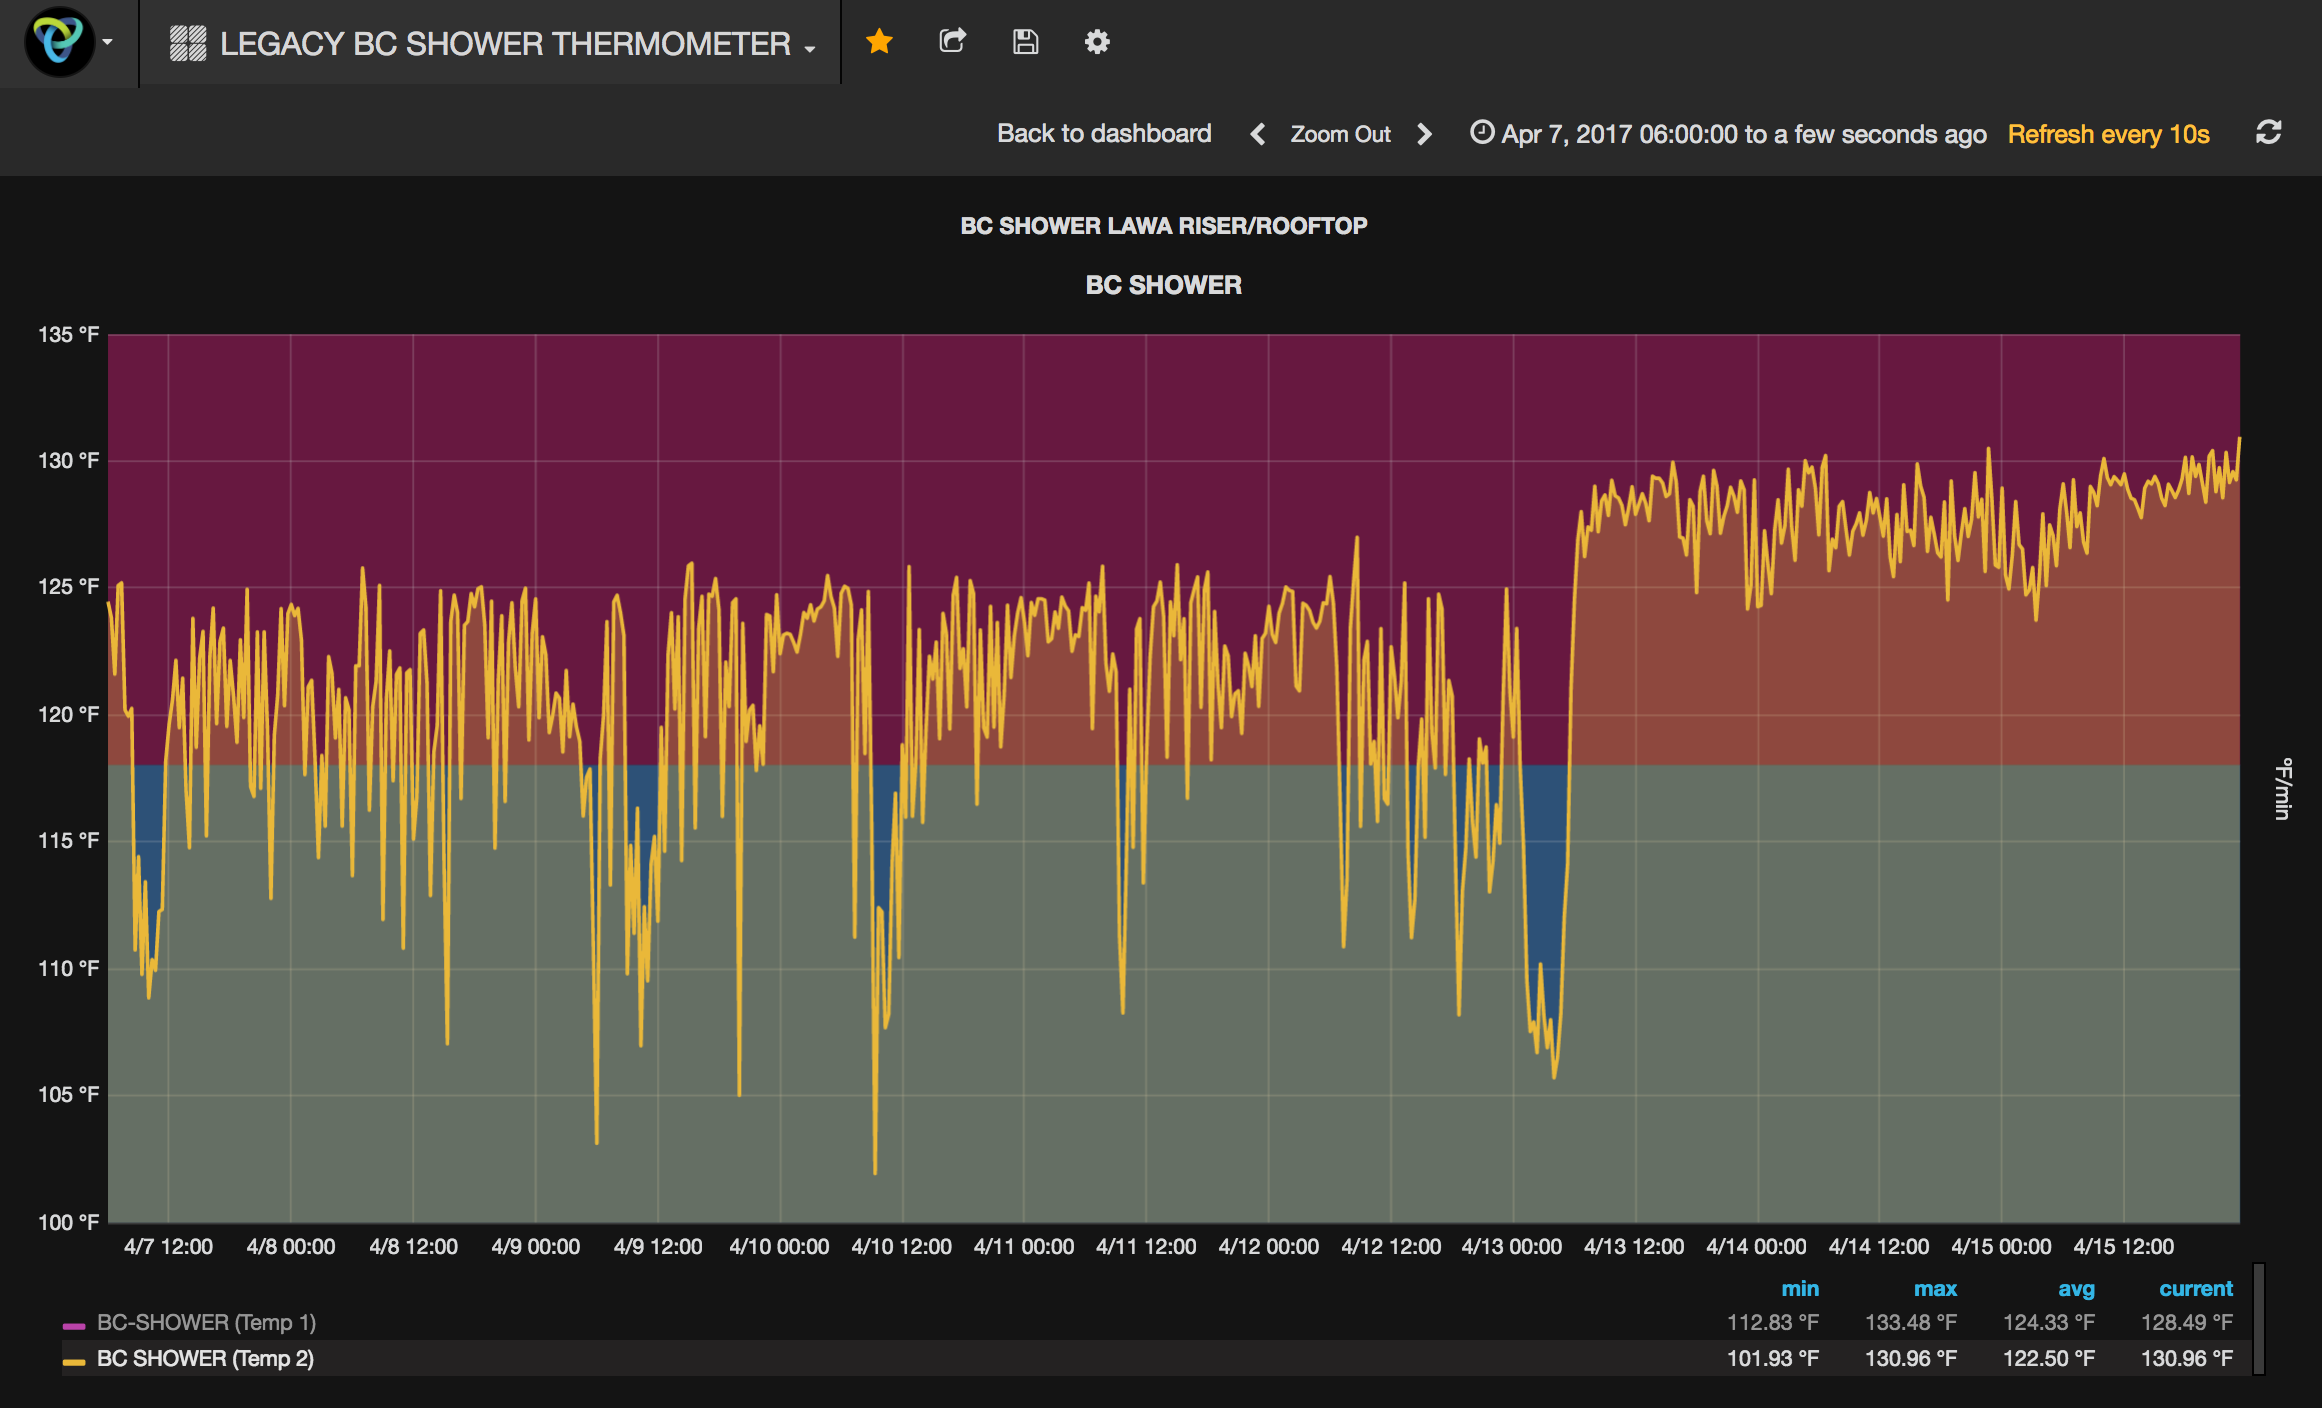 LEGACY BC SHOWER THERMOMETER
Back to dashboard Zoom Out Apr 7, 2017 06:00:00 to a few seconds ago Refresh every 10s
BC SHOWER LAWA RISER/ROOFTOP
BC SHOWER
135 °F
130 °F
125 °F
120 °F
115 °F
110 °F
105 °F
100 °F
°F/min
4/7 12:00 4/8 00:00 4/8 12:00 4/9 00:00 4/9 12:00 4/10 00:00 4/10 12:00 4/11 00:00 4/11 12:00 4/12 00:00 4/12 12:00 4/13 00:00 4/13 12:00 4/14 00:00 4/14 12:00 4/15 00:00 4/15 12:00
min max avg current
BC-SHOWER (Temp 1) 112.83 °F 133.48 °F 124.33 °F 128.49 °F
BC SHOWER (Temp 2) 101.93 °F 130.96 °F 122.50 °F 130.96 °F